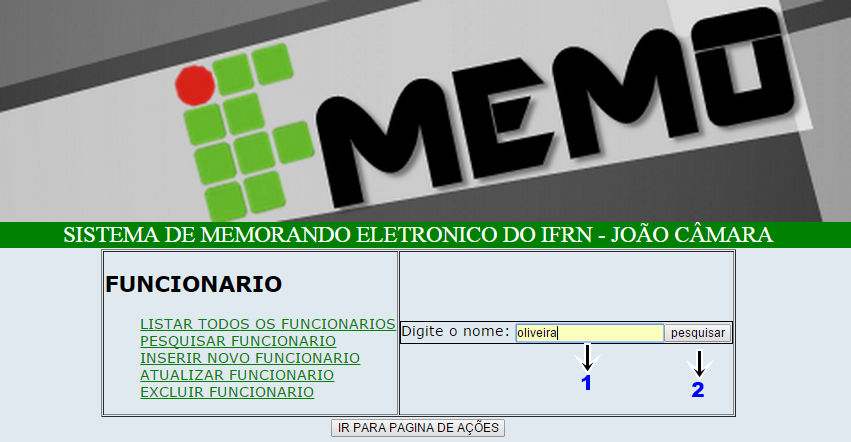 MEMO
SISTEMA DE MEMORANDO ELETRONICO DO IFRN - JOÃO CÂMARA
FUNCIONARIO
LISTAR TODOS OS FUNCIONARIOS
PESQUISAR FUNCIONARIO
INSERIR NOVO FUNCIONARIO
ATUALIZAR FUNCIONARIO
EXCLUIR FUNCIONARIO
Digite o nome: oliveira pesquisar
1 2
IR PARA PAGINA DE AÇÕES